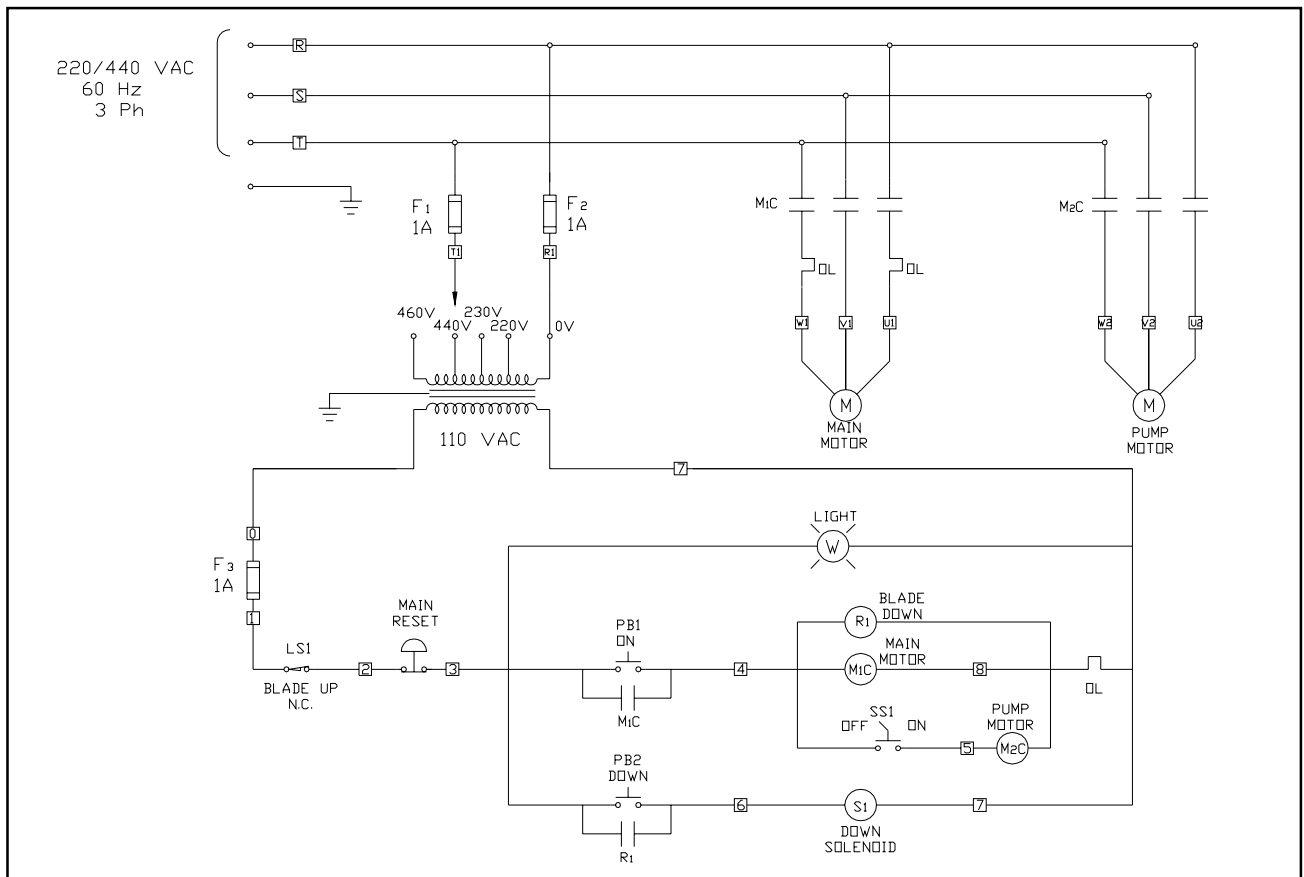 220/440 VAC
60 Hz
3 Ph
R
S
T
F1
1A
F2
1A
M1C
M2C
T1
R1
OL
OL
460V
440V
230V
220V
0V
W1
V1
U1
W2
V2
U2
110 VAC
M
MAIN
MOTOR
M
PUMP
MOTOR
7
0
LIGHT
W
F3
1A
1
LS1
BLADE UP
N.C.
2
MAIN
RESET
3
PB1
ON
M1C
4
BLADE
DOWN
R1
MAIN
MOTOR
M1C
8
OL
SS1
OFF
ON
5
PUMP
MOTOR
M2C
PB2
DOWN
R1
6
S1
DOWN
SOLENOID
7